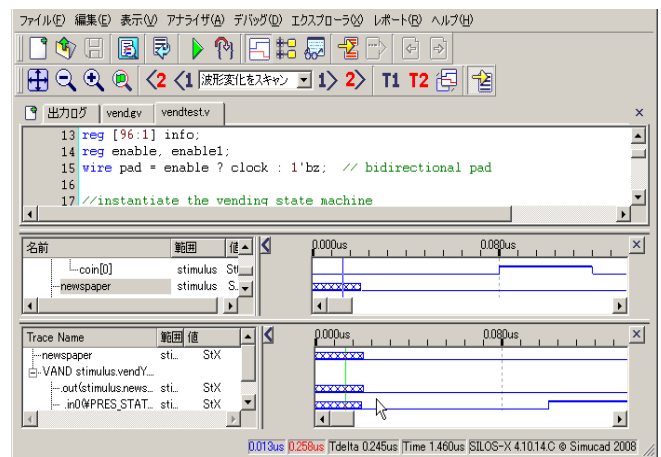 ファイル(F) 編集(E) 表示(V) アナライザ(A) デバッグ(D) エクスプローラ(X) レポート(R) ヘルプ(H)
<2 <1 波形変化をスキャン 1> 2> T1 T2
出力ログ vend.gv vendtest.v
13 reg [96:1] info;
14 reg enable, enable1;
15 wire pad = enable ? clock : 1'bz; // bidirectional pad
16
17 //instantiate the vending state machine
名前 範囲 0.000us 0.080us
coin[0] stimulus
newspaper stimulus S..
Trace Name 範囲 値 0.000us 0.080us
newspaper sti... StX
VAND stimulus.vendY...
.out(stimulus.news... sti... StX
.in0(#PRES_STAT... sti... StX
0.013us 0.258us Tdelta 0.245us Time 1.460us SILOS-X 4.10.14.C © Simucad 2008